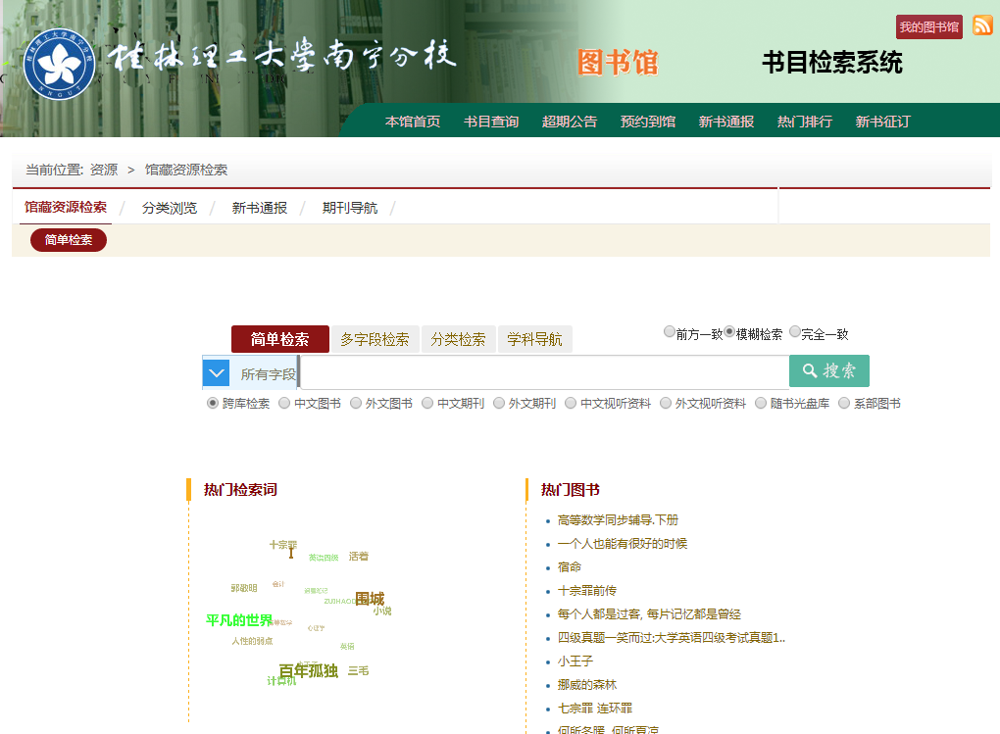 我的图书馆
桂林理工大学南宁分校
图书馆
书目检索系统
本馆首页 书目查询 超期公告 预约到馆 新书通报 热门排行 新书征订
当前位置: 资源 > 馆藏资源检索
馆藏资源检索 / 分类浏览 / 新书通报 / 期刊导航 /
简单检索
简单检索 多字段检索 分类检索 学科导航
前方一致 模糊检索 完全一致
所有字段 搜索
跨库检索 中文图书 外文图书 中文期刊 外文期刊 中文视听资料 外文视听资料 随书光盘库 系部图书
热门检索词
十宗罪
英语四级 活着
郭敬明 会计
ZUIHAO
围城
小说
平凡的世界
心理学
人性的弱点
英语
百年孤独 三毛
计算机
热门图书
高等数学同步辅导.下册
一个人也能有很好的时候
宿命
十宗罪前传
每个人都是过客, 每片记忆都是曾经
四级真题一笑而过:大学英语四级考试真题1..
小王子
挪威的森林
七宗罪 连环罪
何所冬暖, 何所夏凉